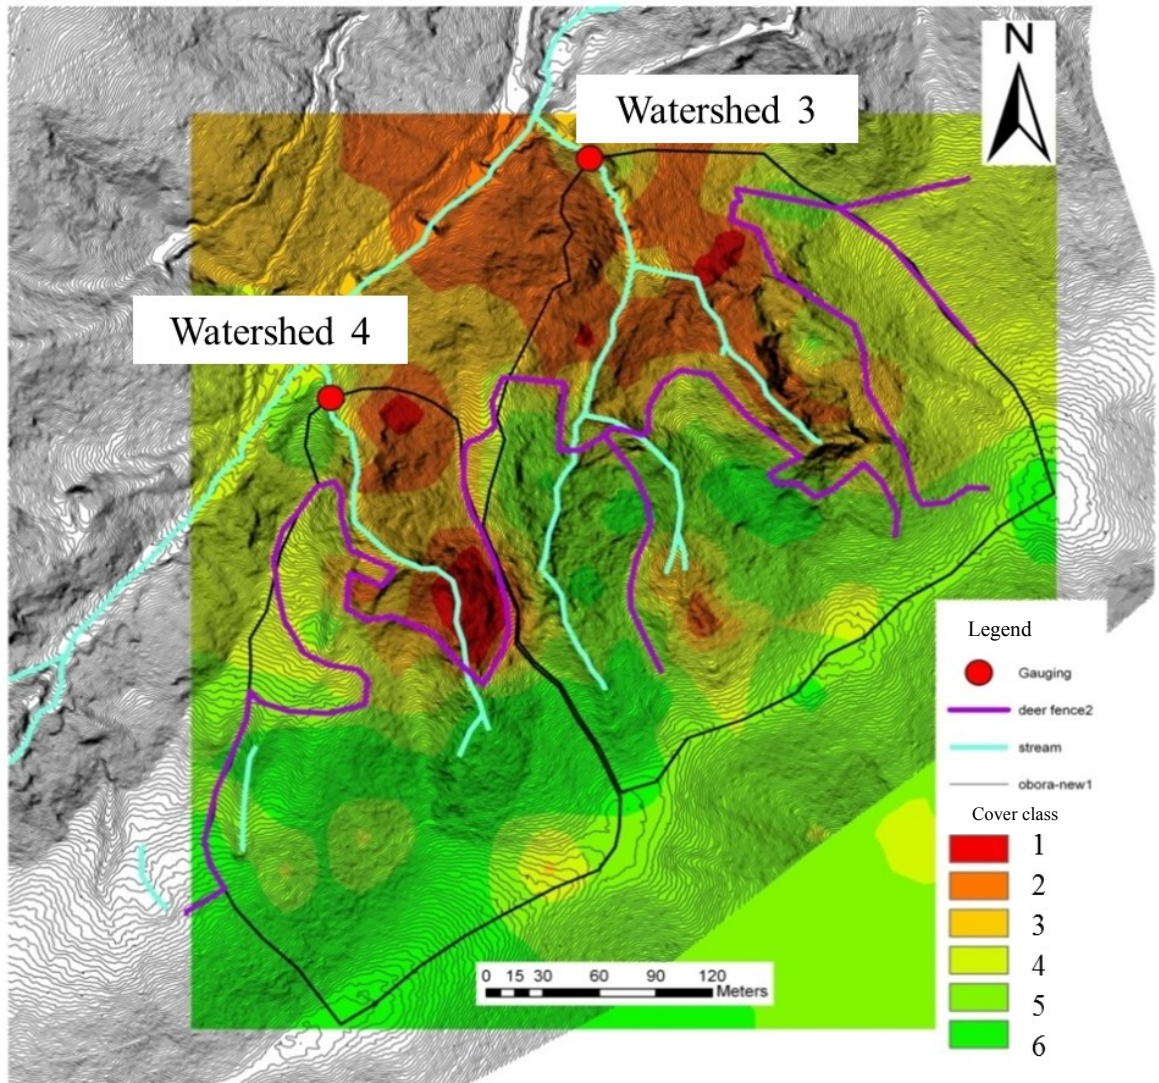 N
Watershed 3
Watershed 4
Legend
Gauging
deer fence2
stream
obora-new1
Cover class
1
2
3
4
5
6
0 15 30 60 90 120
Meters